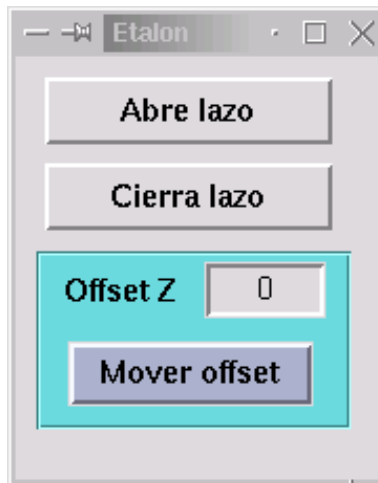 Etalon
Abre lazo
Cierra lazo
Offset Z 0
Mover offset